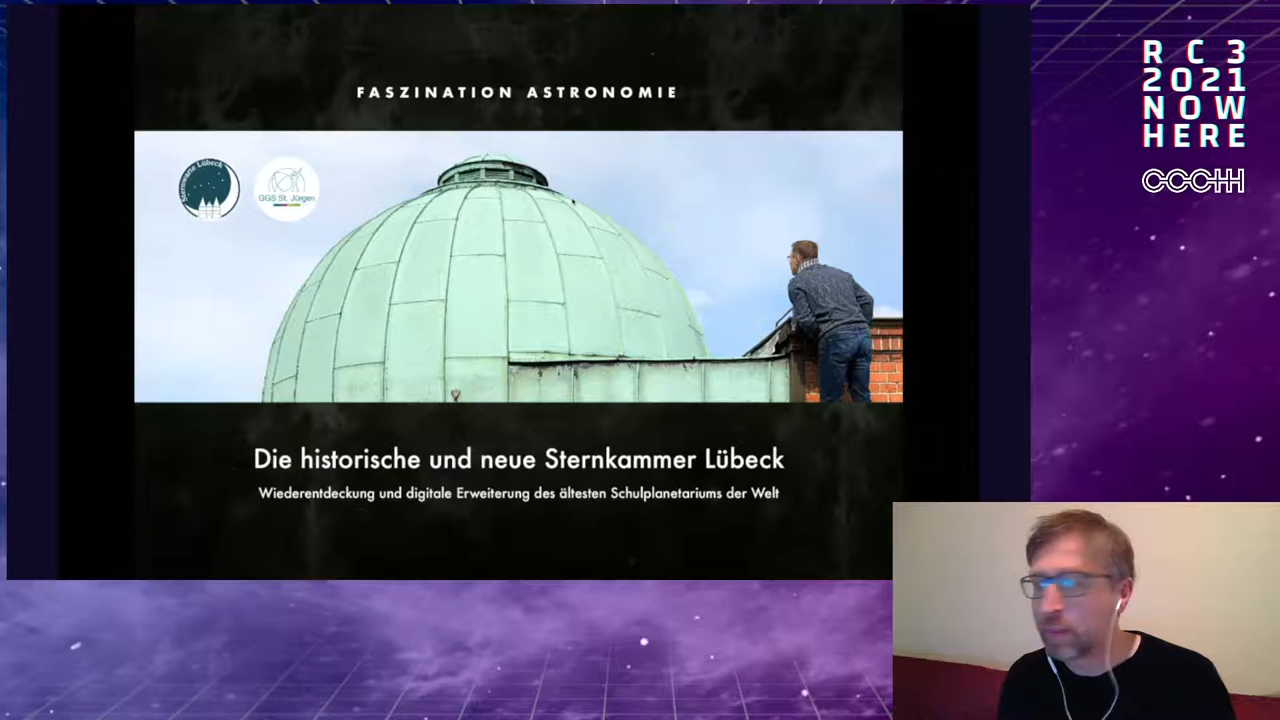 FASZINATION ASTRONOMIE
Sternwarte Lübeck
GGS St. Jürgen
Die historische und neue Sternkammer Lübeck
Wiederentdeckung und digitale Erweiterung des ältesten Schulplanetariums der Welt
R C 3
2021
NOW
HERE
CCCHH